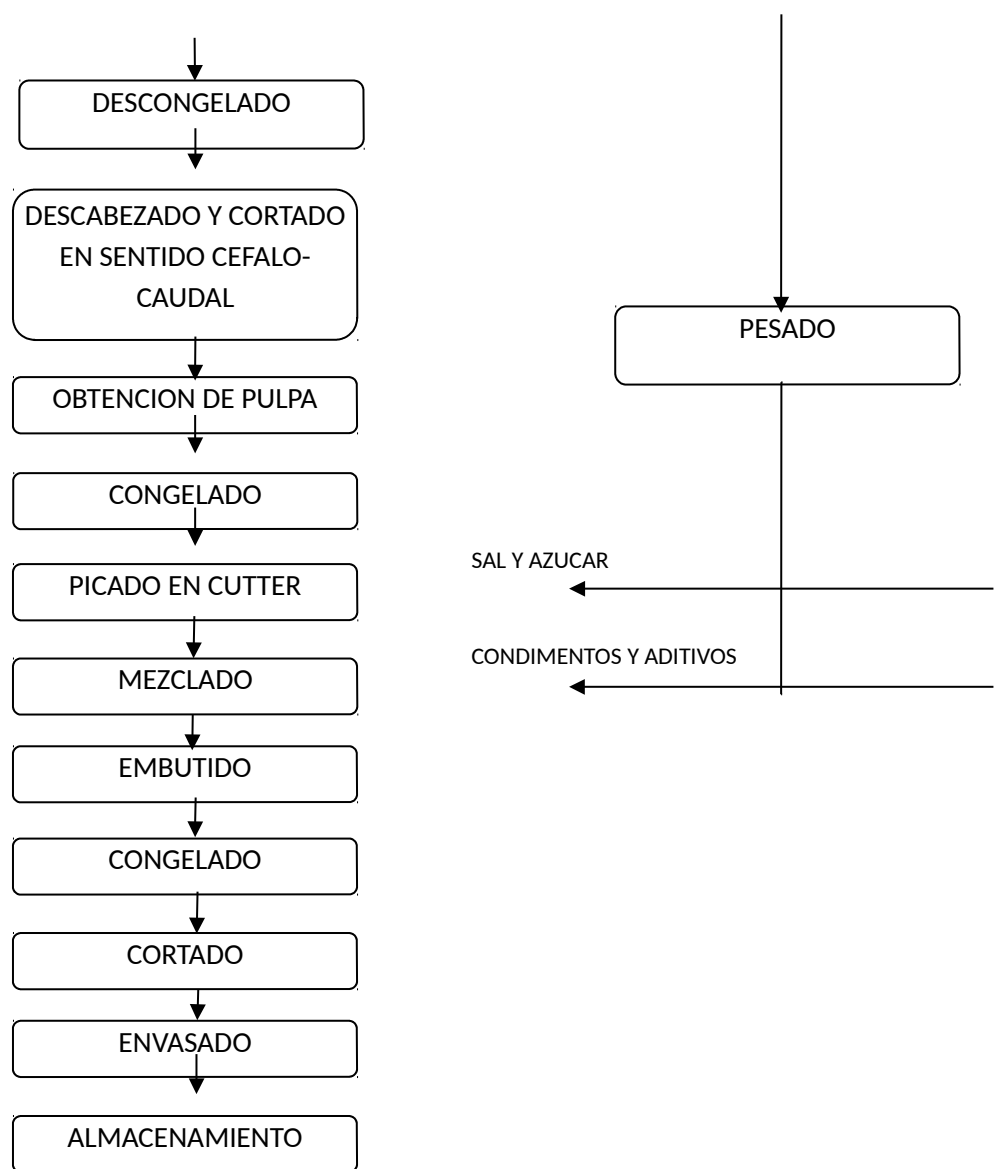 DESCONGELADO
DESCABEZADO Y CORTADO
EN SENTIDO CEFALO-
CAUDAL
OBTENCION DE PULPA
CONGELADO
PICADO EN CUTTER
MEZCLADO
EMBUTIDO
CONGELADO
CORTADO
ENVASADO
ALMACENAMIENTO
PESADO
SAL Y AZUCAR
CONDIMENTOS Y ADITIVOS